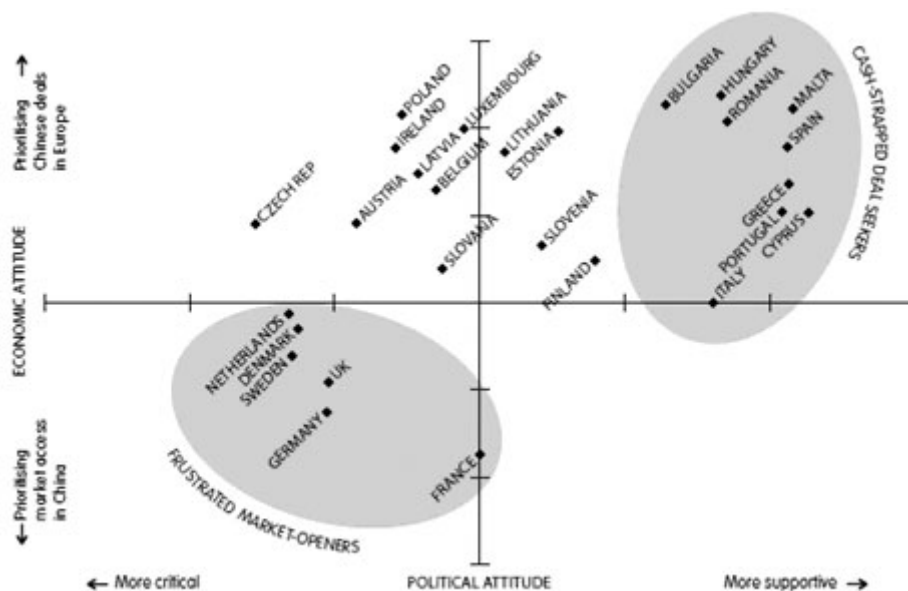 ↑
Prioritising
Chinese deals
in Europe
ECONOMIC ATTITUDE
←Prioritising
market access
in China
CASH-STRAPPED DEAL SEEKERS
BULGARIA
HUNGARY
ROMANIA
MALTA
SPAIN
GREECE
PORTUGAL
CYPRUS
ITALY
POLAND
IRELAND
LUXEMBOURG
LATVIA
BELGIUM
LITHUANIA
ESTONIA
CZECH REP
AUSTRIA
SLOVANIA
SLOVENIA
FINLAND
NETHERLANDS
DENMARK
SWEDEN
UK
GERMANY
FRANCE
FRUSTRATED MARKET-OPENERS
← More critical
POLITICAL ATTITUDE
More supportive →